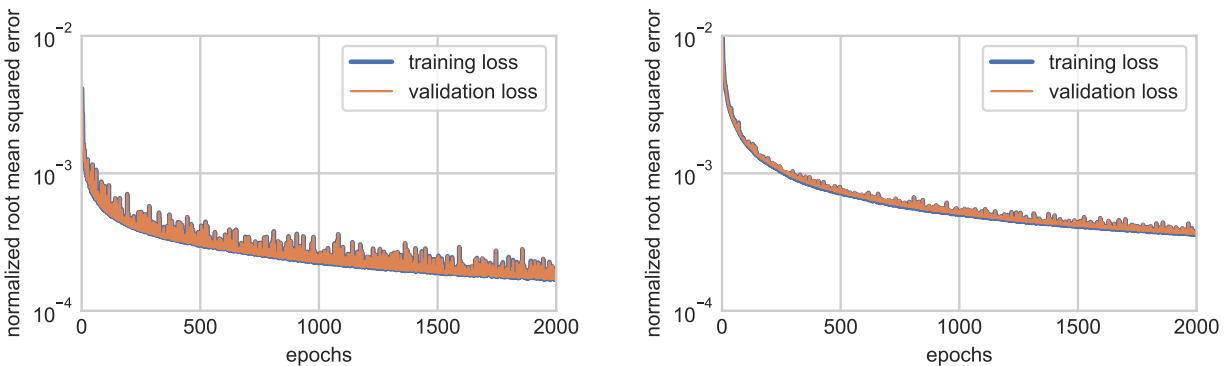 normalized root mean squared error
10⁻²
10⁻³
10⁻⁴
training loss
validation loss
0
500
1000
1500
2000
epochs
normalized root mean squared error
10⁻²
10⁻³
10⁻⁴
training loss
validation loss
0
500
1000
1500
2000
epochs